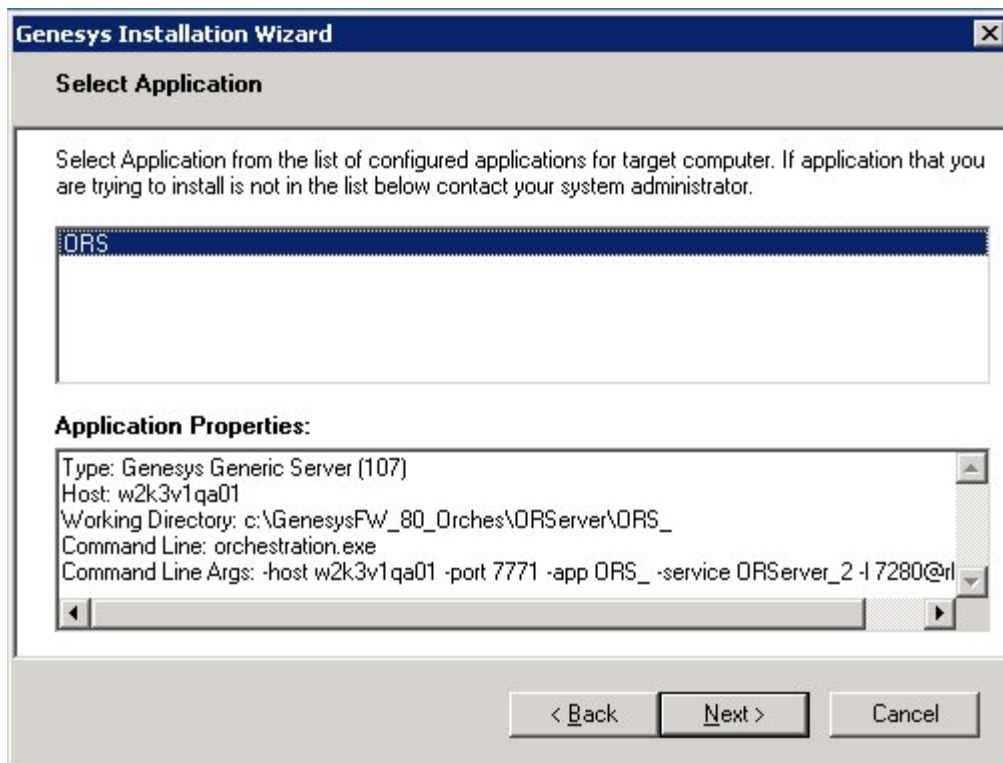 Genesys Installation Wizard
Select Application
Select Application from the list of configured applications for target computer. If application that you
are trying to install is not in the list below contact your system administrator.
ORS
Application Properties:
Type: Genesys Generic Server (107)
Host: w2k3v1qa01
Working Directory: c:\GenesysFW_80_Orches\ORServer\ORS_
Command Line: orchestration.exe
Command Line Args: -host w2k3v1qa01 -port 7771 -app ORS_ -service ORServer_2 -l 7280@rl
< Back Next > Cancel